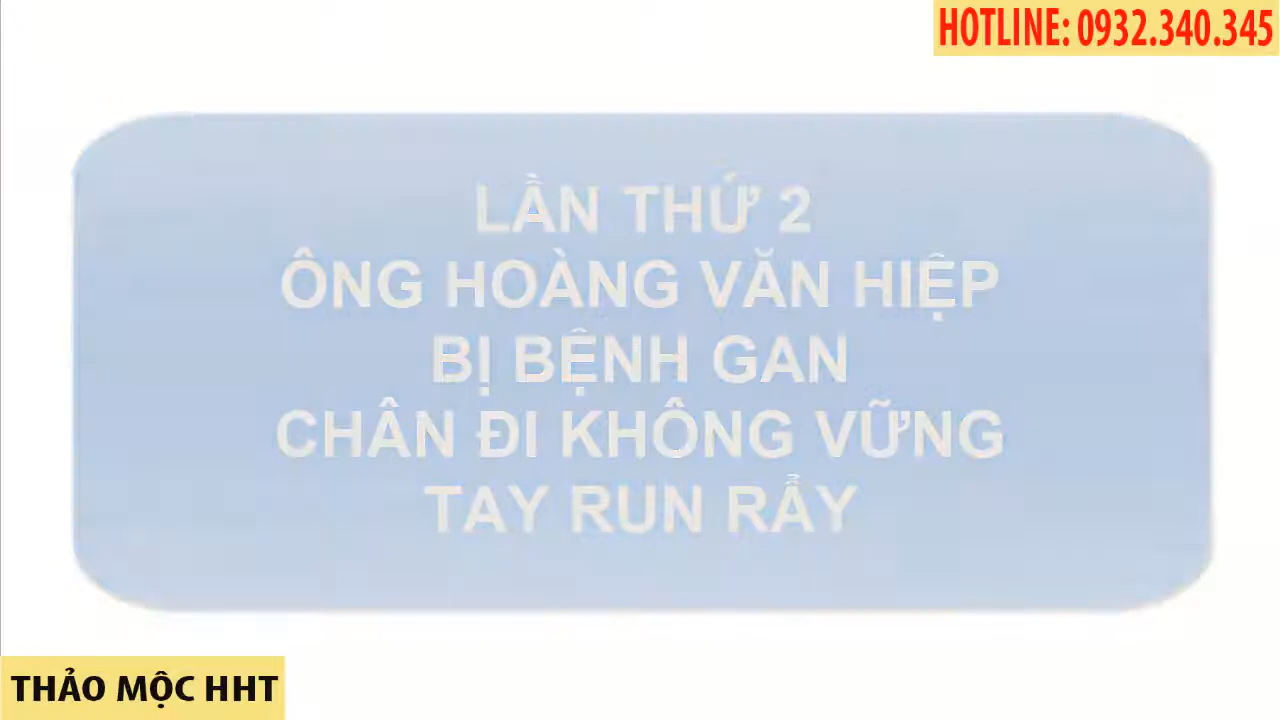 HOTLINE: 0932.340.345
LẦN THỨ 2
ÔNG HOÀNG VĂN HIỆP
BỊ BỆNH GAN
CHÂN ĐI KHÔNG VỮNG
TAY RUN RẨY
THẢO MỘC HHT